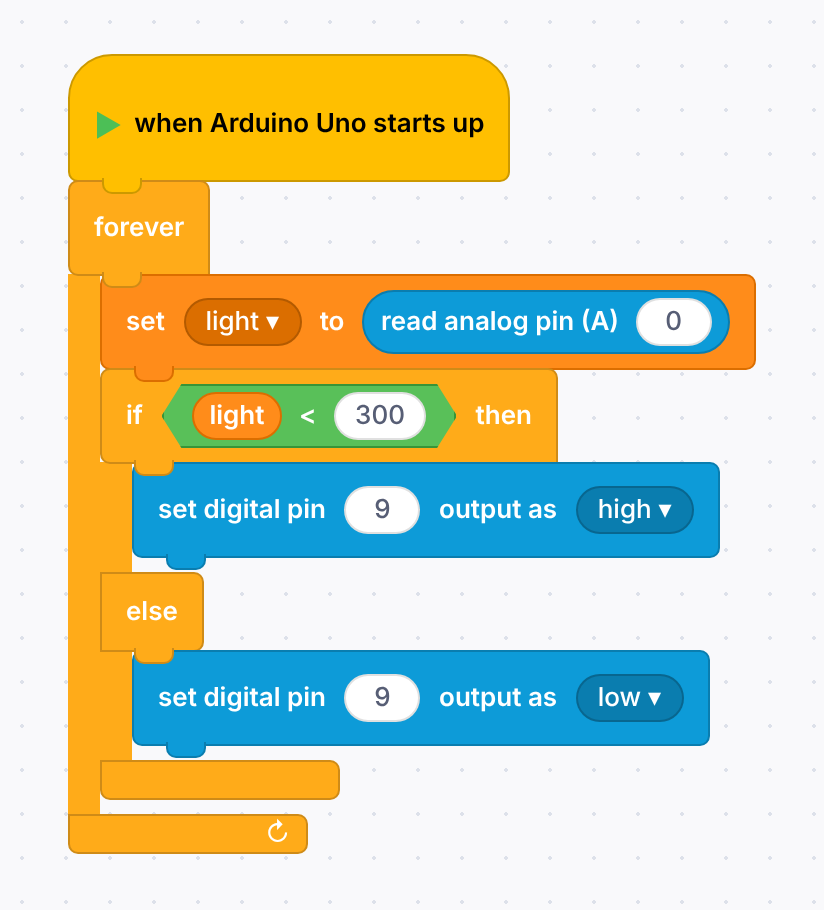 when Arduino Uno starts up
forever
set light ▾ to read analog pin (A) 0
if light < 300 then
set digital pin 9 output as high ▾
else
set digital pin 9 output as low ▾